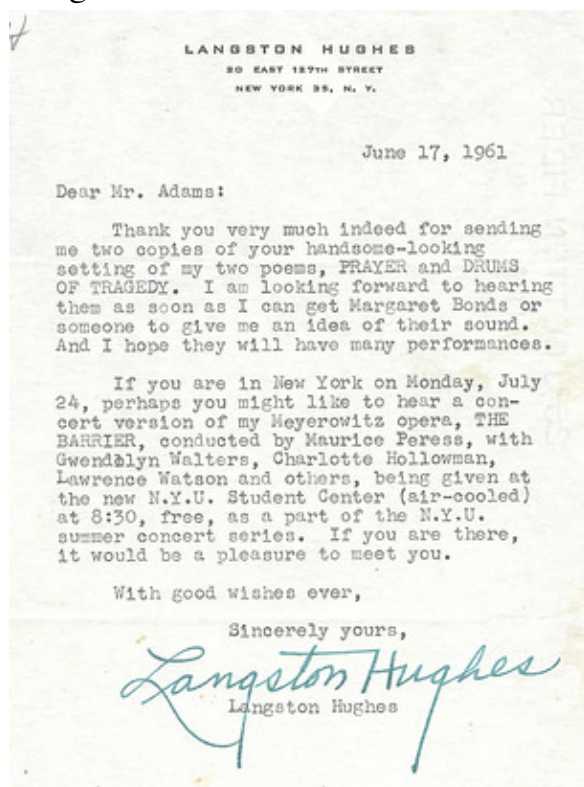 LANGSTON HUGHES
20 EAST 127TH STREET
NEW YORK 35, N. Y.
June 17, 1961
Dear Mr. Adams:
Thank you very much indeed for sending
me two copies of your handsome-looking
setting of my two poems, PRAYER and DRUMS
OF TRAGEDY. I am looking forward to hearing
them as soon as I can get Margaret Bonds or
someone to give me an idea of their sound.
And I hope they will have many performances.
If you are in New York on Monday, July
24, perhaps you might like to hear a con-
cert version of my Meyerowitz opera, THE
BARRIER, conducted by Maurice Peress, with
Gwendolyn Walters, Charlotte Hollowman,
Lawrence Watson and others, being given at
the new N.Y.U. Student Center (air-cooled)
at 8:30, free, as a part of the N.Y.U.
summer concert series. If you are there,
it would be a pleasure to meet you.
With good wishes ever,
Sincerely yours,
Langston Hughes
Langston Hughes